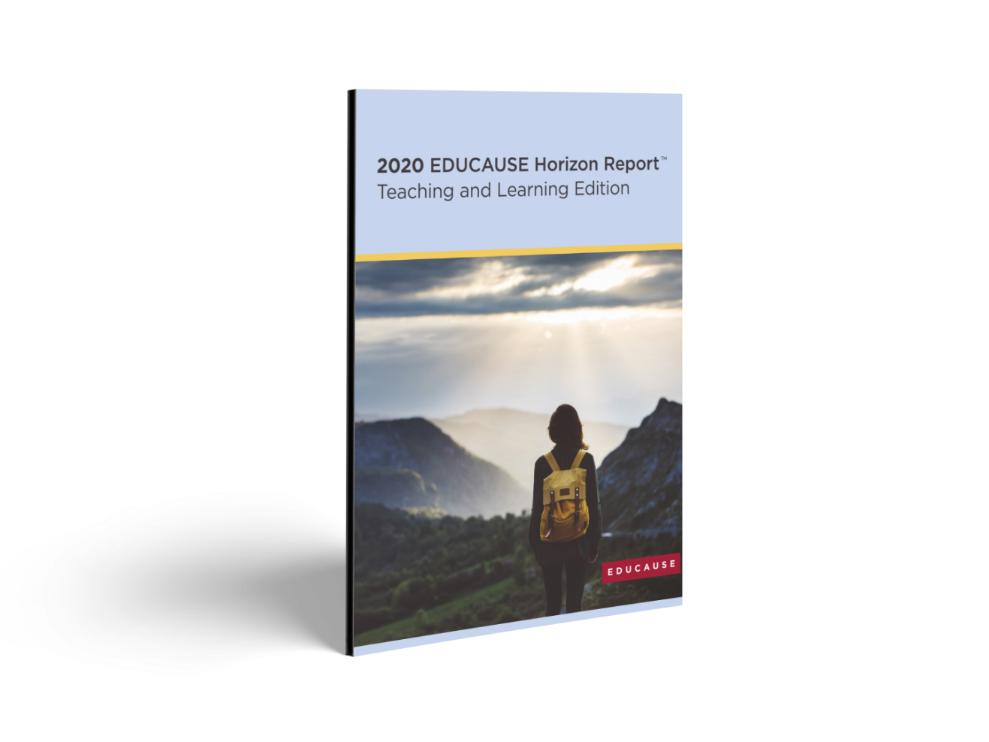 2020 EDUCAUSE Horizon Report™
Teaching and Learning Edition
EDUCAUSE